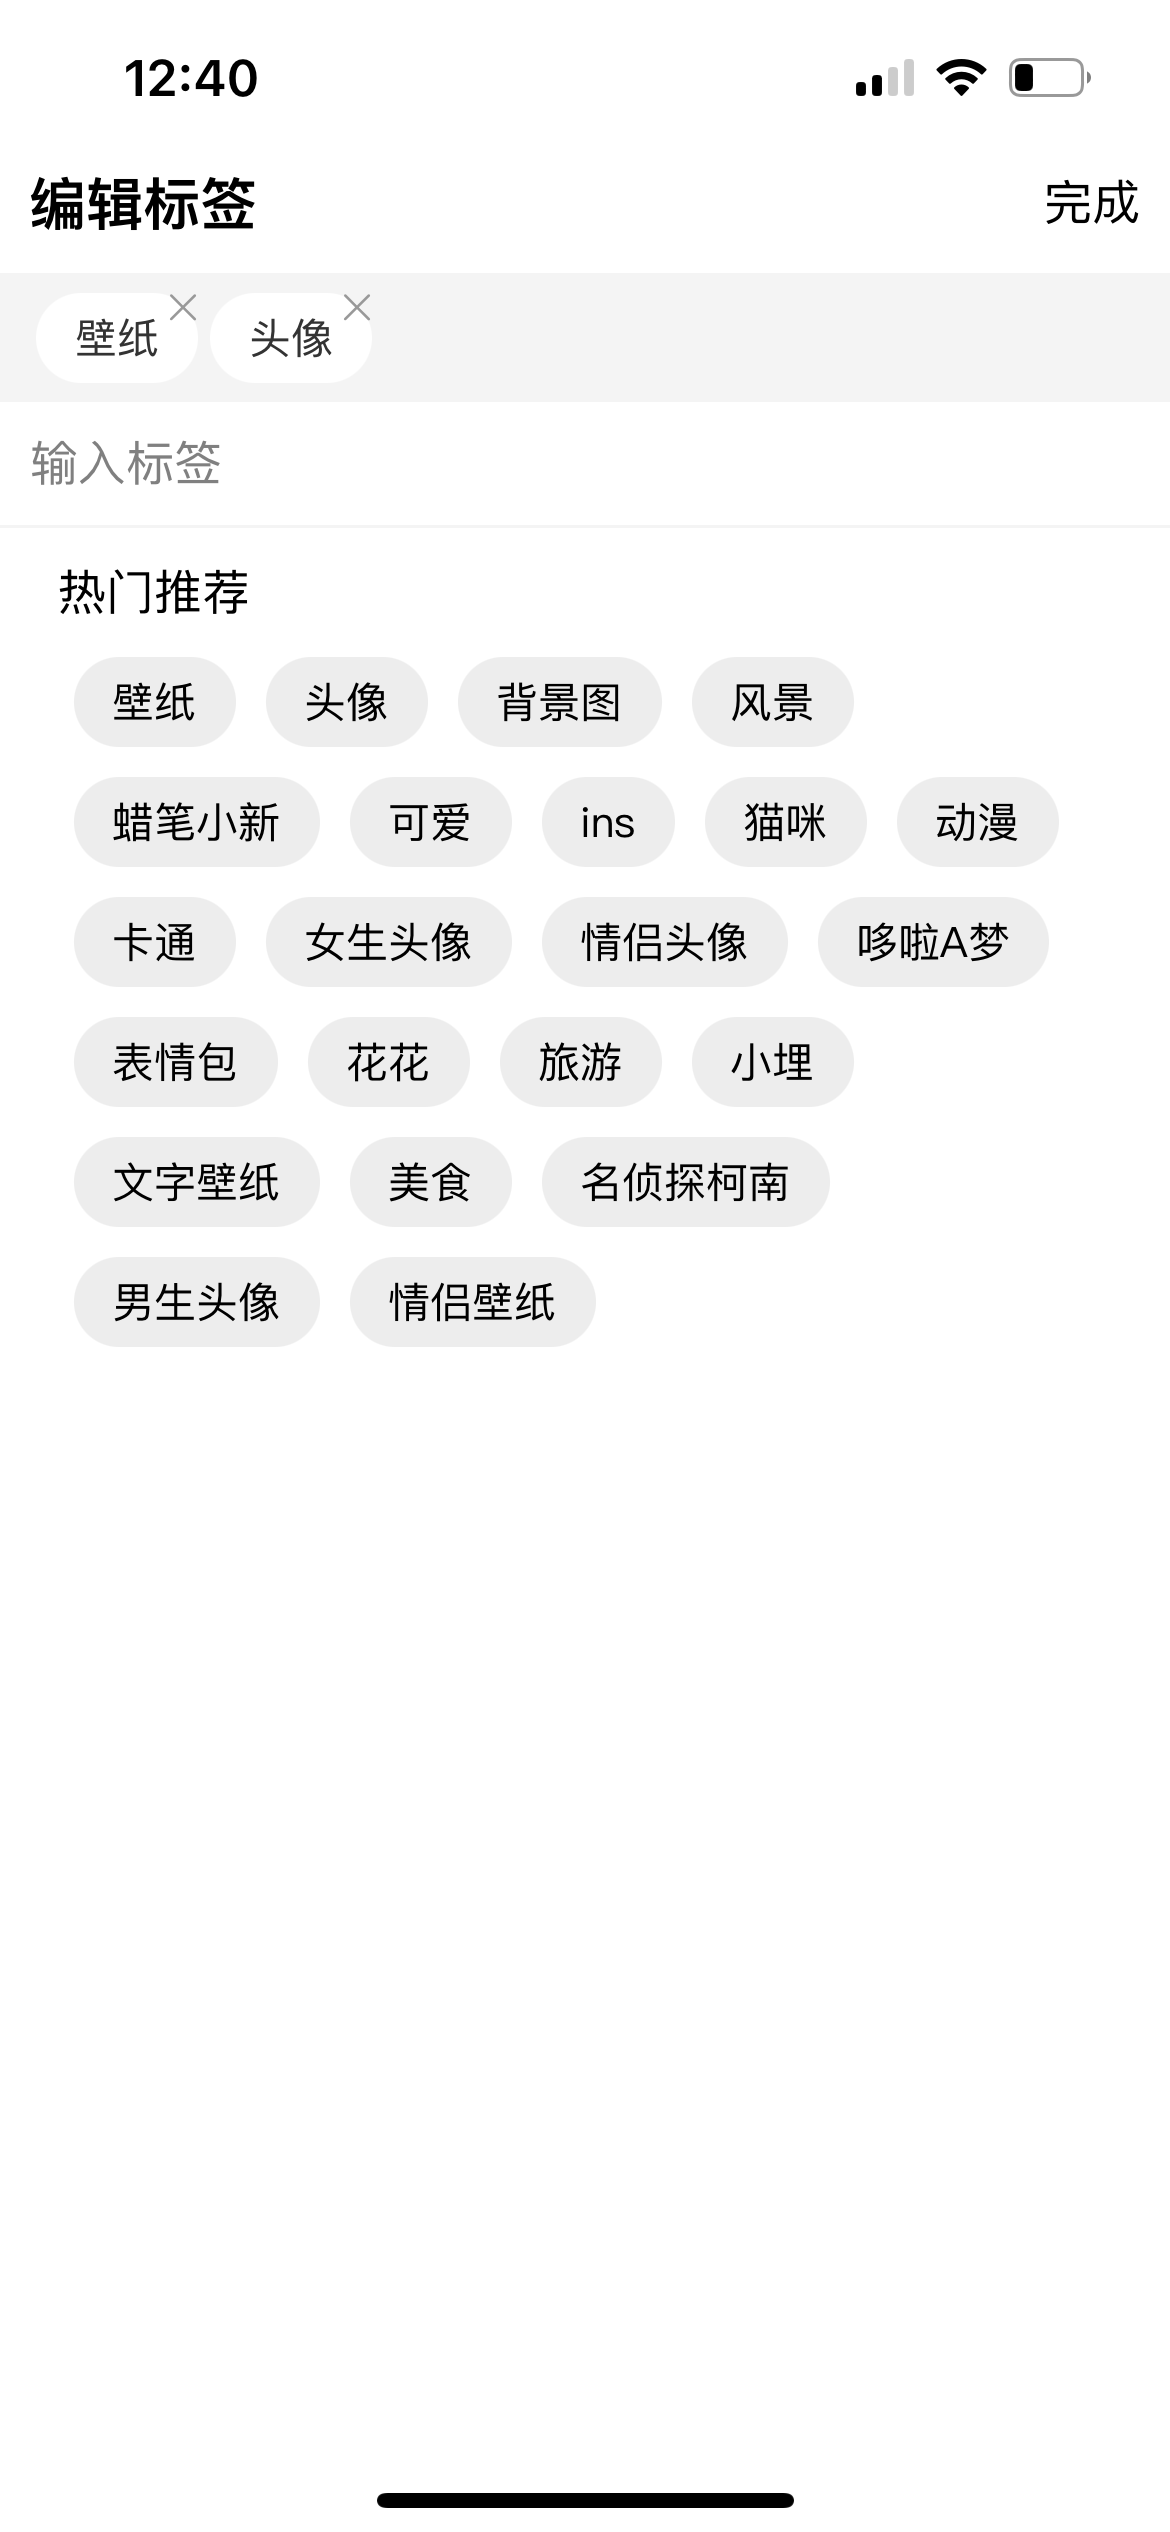 12:40
编辑标签 完成
壁纸 头像
输入标签
热门推荐
壁纸 头像 背景图 风景
蜡笔小新 可爱 ins 猫咪 动漫
卡通 女生头像 情侣头像 哆啦A梦
表情包 花花 旅游 小埋
文字壁纸 美食 名侦探柯南
男生头像 情侣壁纸